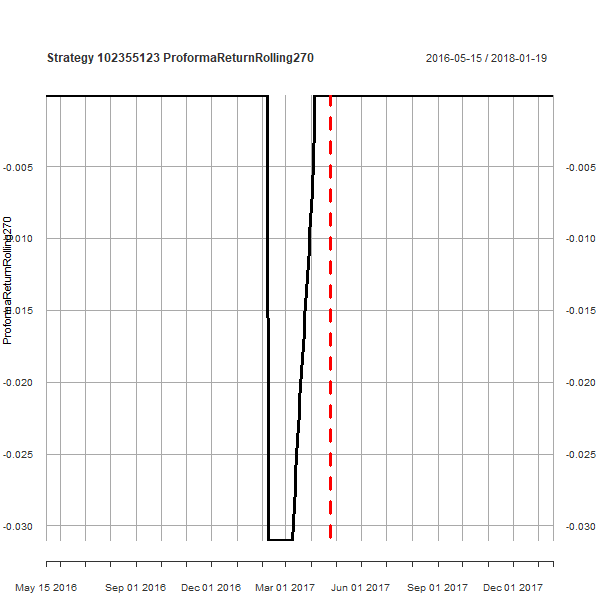 Strategy 102355123 ProformaReturnRolling270
2016-05-15 / 2018-01-19
ProformaReturnRolling270
-0.005 -0.005
-0.010 -0.010
-0.015 -0.015
-0.020 -0.020
-0.025 -0.025
-0.030 -0.030
May 15 2016 Sep 01 2016 Dec 01 2016 Mar 01 2017 Jun 01 2017 Sep 01 2017 Dec 01 2017